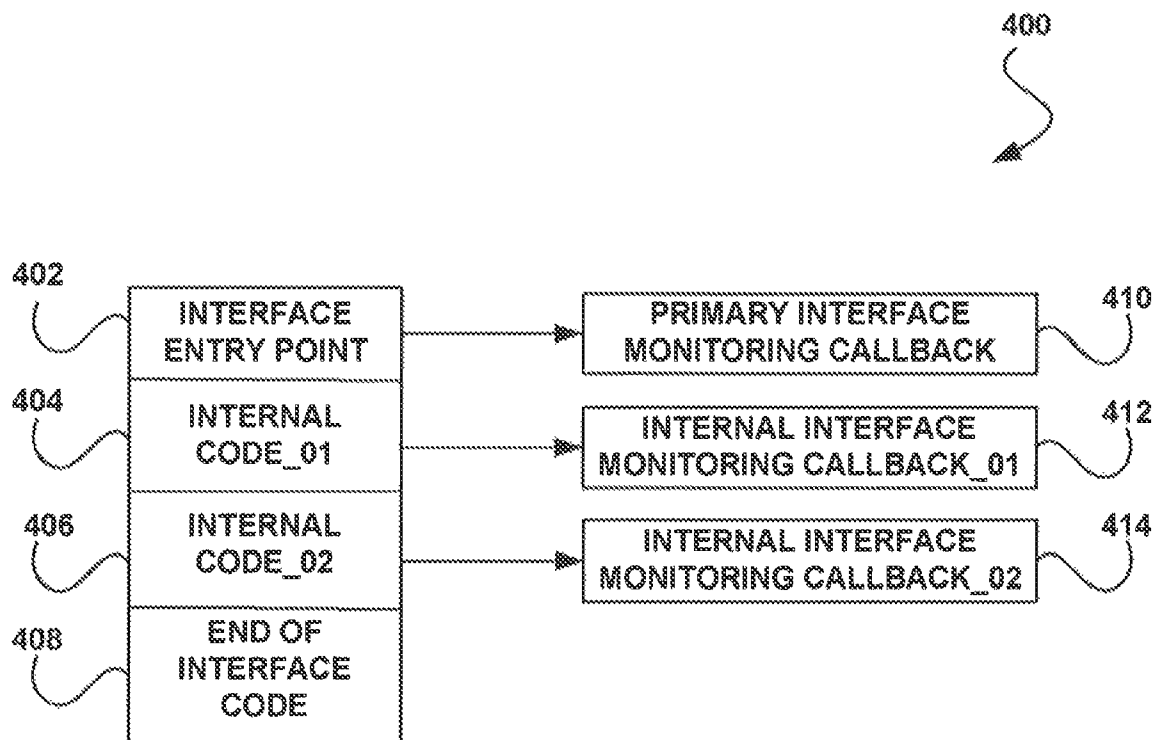 400
402
INTERFACE
ENTRY POINT
PRIMARY INTERFACE
MONITORING CALLBACK
410
404
INTERNAL
CODE_01
INTERNAL INTERFACE
MONITORING CALLBACK_01
412
406
INTERNAL
CODE_02
INTERNAL INTERFACE
MONITORING CALLBACK_02
414
408
END OF
INTERFACE
CODE